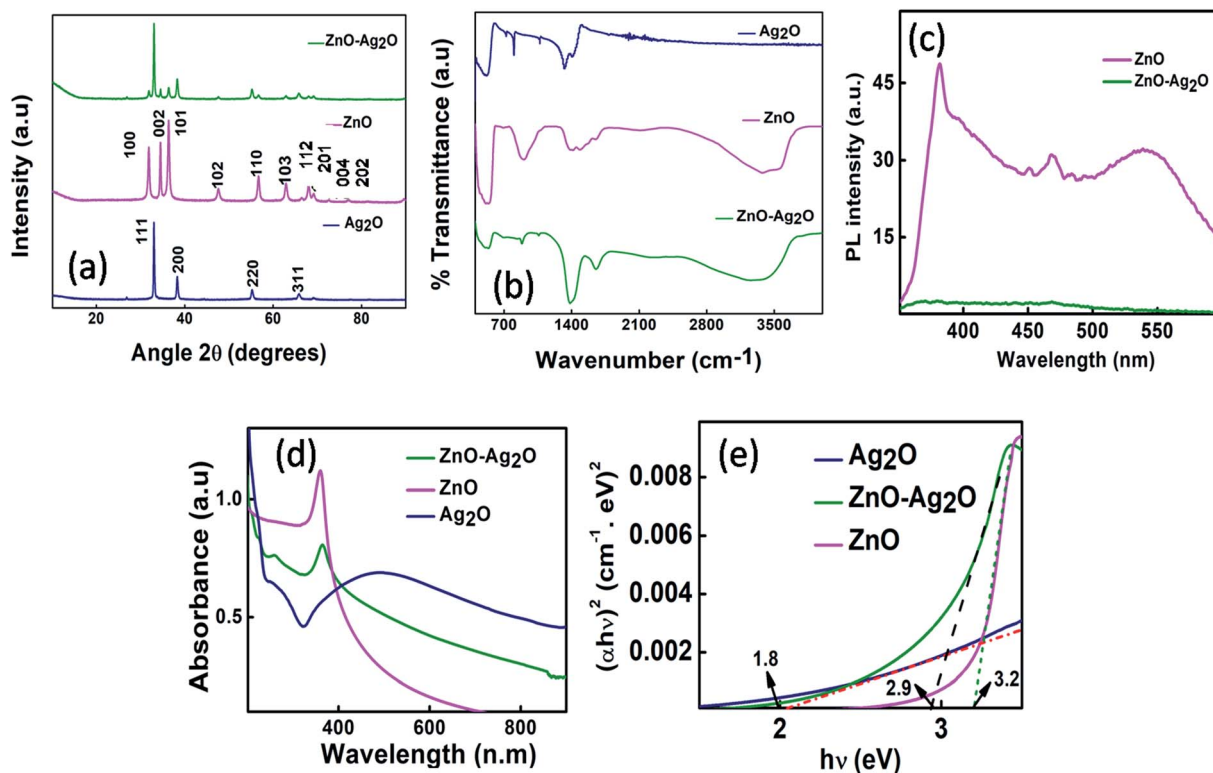 ZnO-Ag2O
ZnO
Ag2O
100
002
101
102
110
103
112
201
004
202
111
200
220
311
(a)
Intensity (a.u)
20
40
60
80
Angle 2θ (degrees)
Ag2O
ZnO
ZnO-Ag2O
(b)
% Transmittance (a.u)
700
1400
2100
2800
3500
Wavenumber (cm-1)
(c)
ZnO
ZnO-Ag2O
45
30
15
PL intensity (a.u.)
400
450
500
550
Wavelength (nm)
(d)
ZnO-Ag2O
ZnO
Ag2O
1.0
0.5
Absorbance (a.u)
400
600
800
Wavelength (n.m)
(e)
Ag2O
ZnO-Ag2O
ZnO
0.008
0.006
0.004
0.002
(αhν)2 (cm-1. eV)2
1.8
2.9
3.2
2
3
hν (eV)